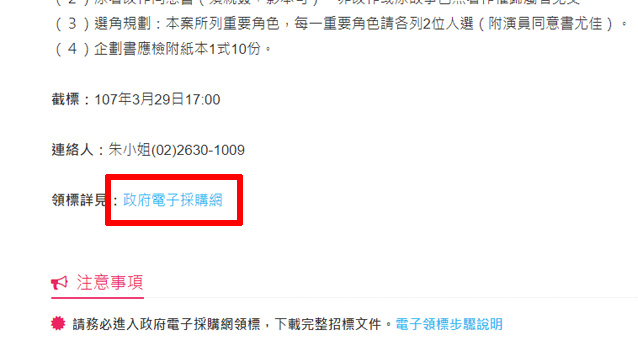 （3）選角規劃：本案所列重要角色，每一重要角色請各列2位人選（附演員同意書尤佳）。
（4）企劃書應檢附紙本1式10份。
截標：107年3月29日17:00
連絡人：朱小姐(02)2630-1009
領標詳見：政府電子採購網
注意事項
請務必進入政府電子採購網領標，下載完整招標文件。電子領標步驟說明